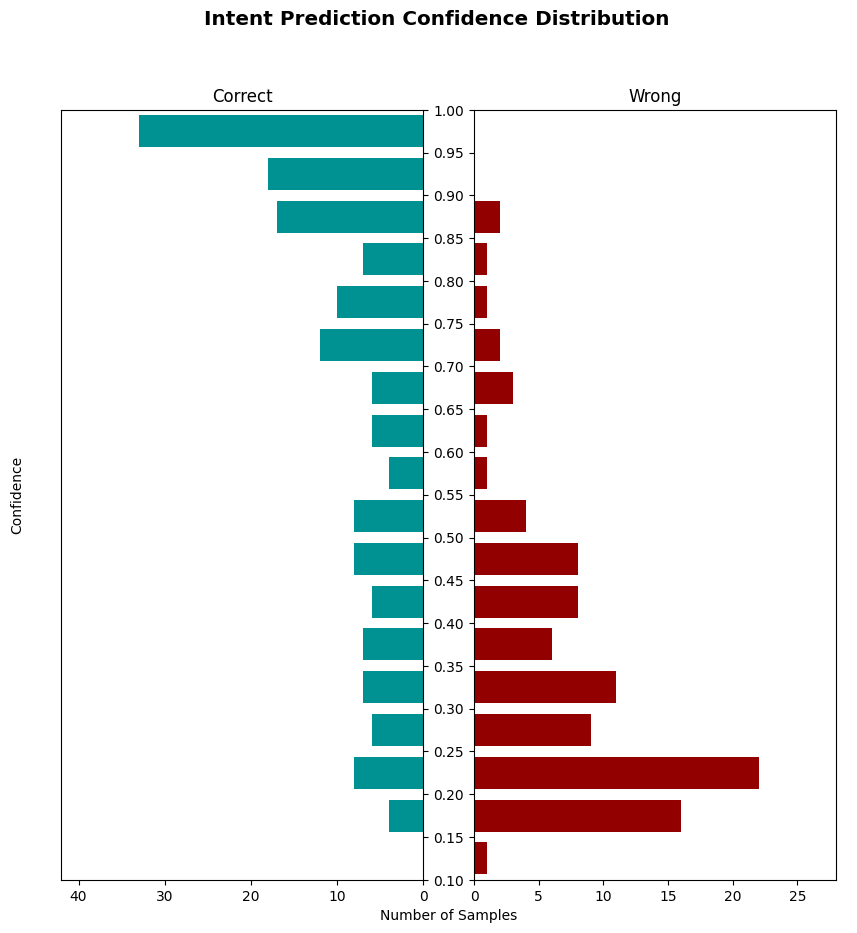 Intent Prediction Confidence Distribution
Correct
Wrong
1.00
0.95
0.90
0.85
0.80
0.75
0.70
0.65
0.60
0.55
0.50
0.45
0.40
0.35
0.30
0.25
0.20
0.15
0.10
Confidence
40 30 20 10 0
0 5 10 15 20 25
Number of Samples